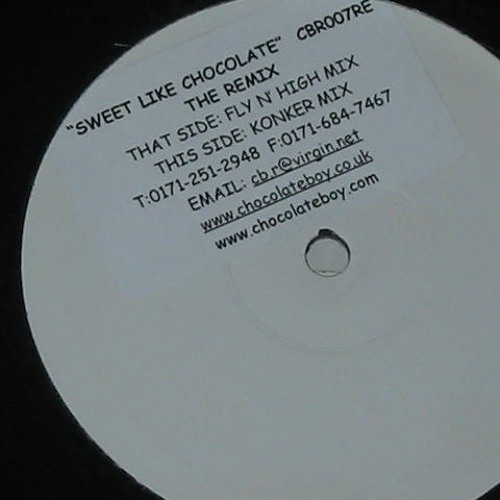 "SWEET LIKE CHOCOLATE" CBR007RE
THE REMIX
THAT SIDE: FLY N' HIGH MIX
THIS SIDE: KONKER MIX
T:0171-251-2948 F:0171-684-7467
EMAIL: cb.r@virgin.net
www.chocolateboy.co.uk
www.chocolateboy.com